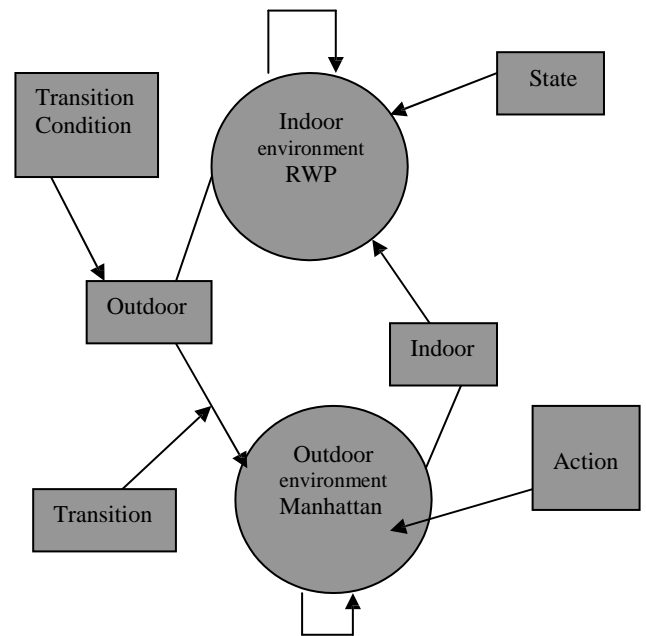 State
Transition
Condition
Indoor
environment
RWP
Outdoor
Indoor
Outdoor
environment
Manhattan
Action
Transition